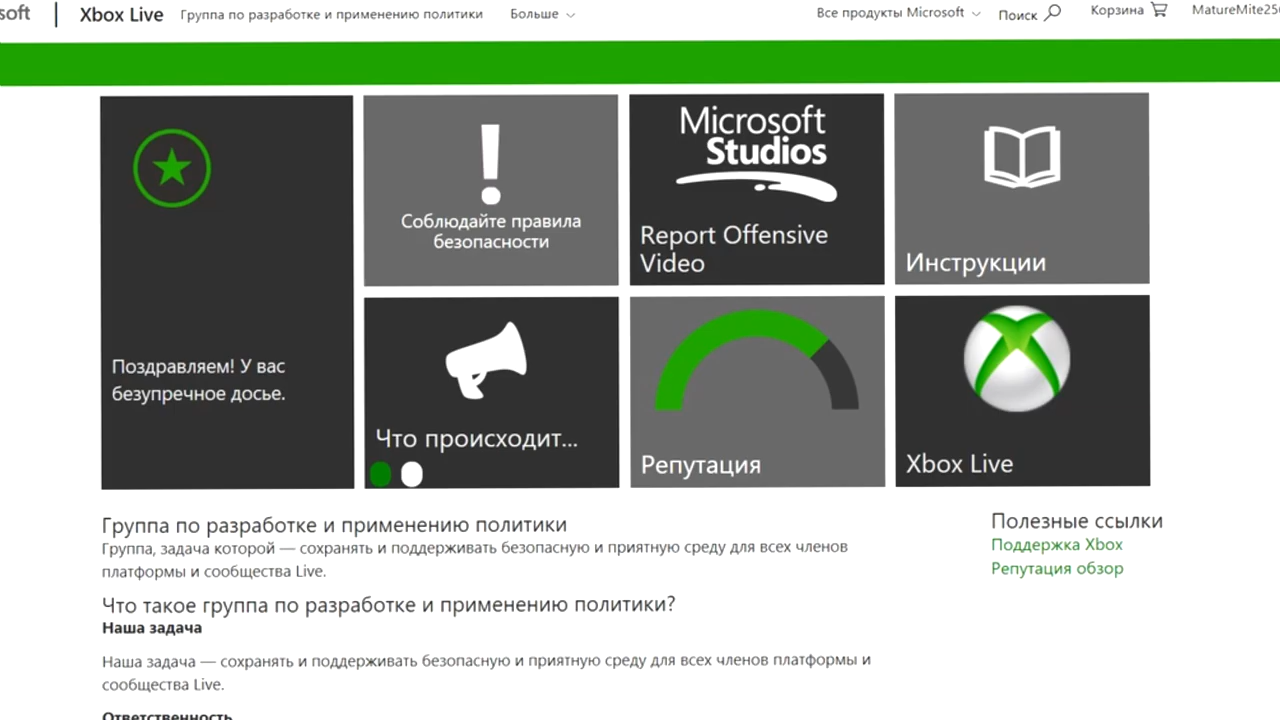 soft
Xbox Live
Группа по разработке и применению политики
Больше
Все продукты Microsoft
Поиск
Корзина
MatureMite25
Поздравляем! У вас
безупречное досье.
Соблюдайте правила
безопасности
Microsoft
Studios
Report Offensive
Video
Инструкции
Что происходит...
Репутация
Xbox Live
Группа по разработке и применению политики
Группа, задача которой — сохранять и поддерживать безопасную и приятную среду для всех членов
платформы и сообщества Live.
Что такое группа по разработке и применению политики?
Наша задача
Наша задача — сохранять и поддерживать безопасную и приятную среду для всех членов платформы и
сообщества Live.
Ответственность
Полезные ссылки
Поддержка Xbox
Репутация обзор